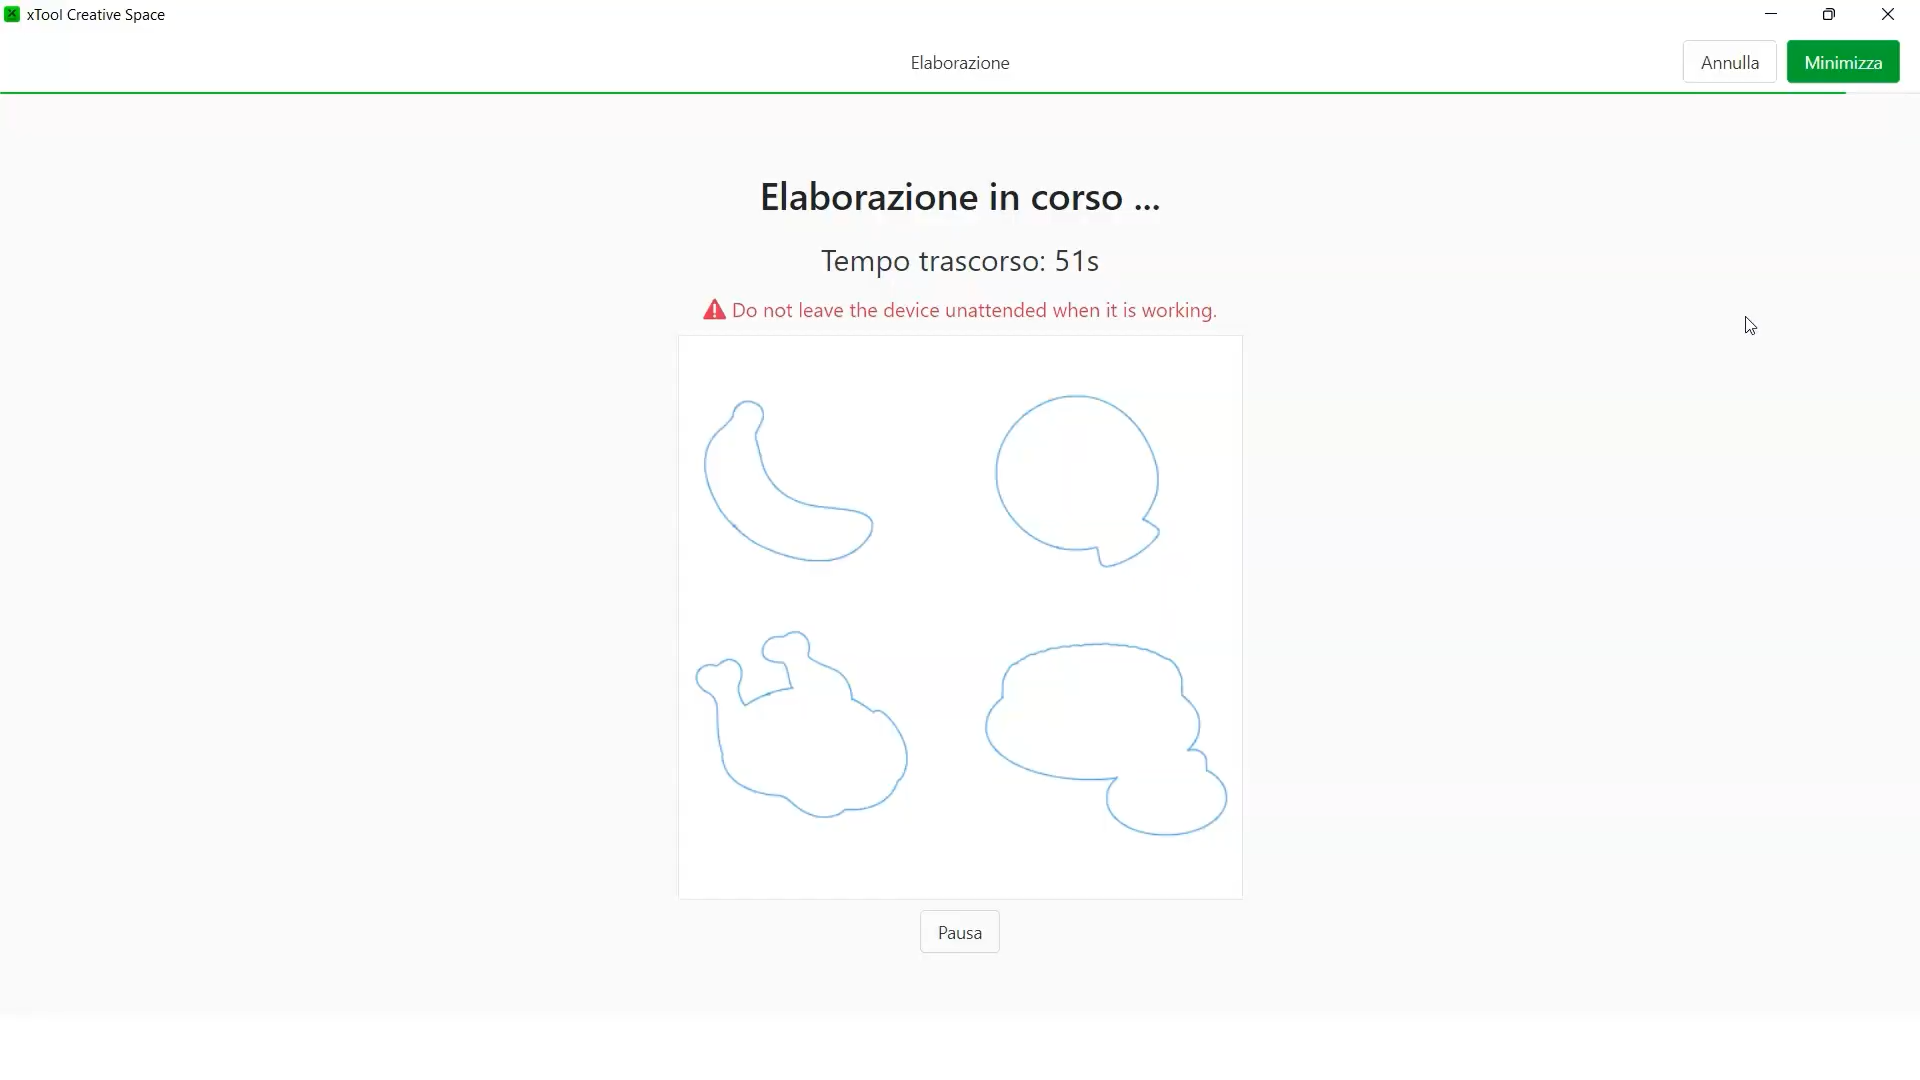 xTool Creative Space
Elaborazione
Annulla
Minimizza
Elaborazione in corso ...
Tempo trascorso: 51s
Do not leave the device unattended when it is working.
Pausa